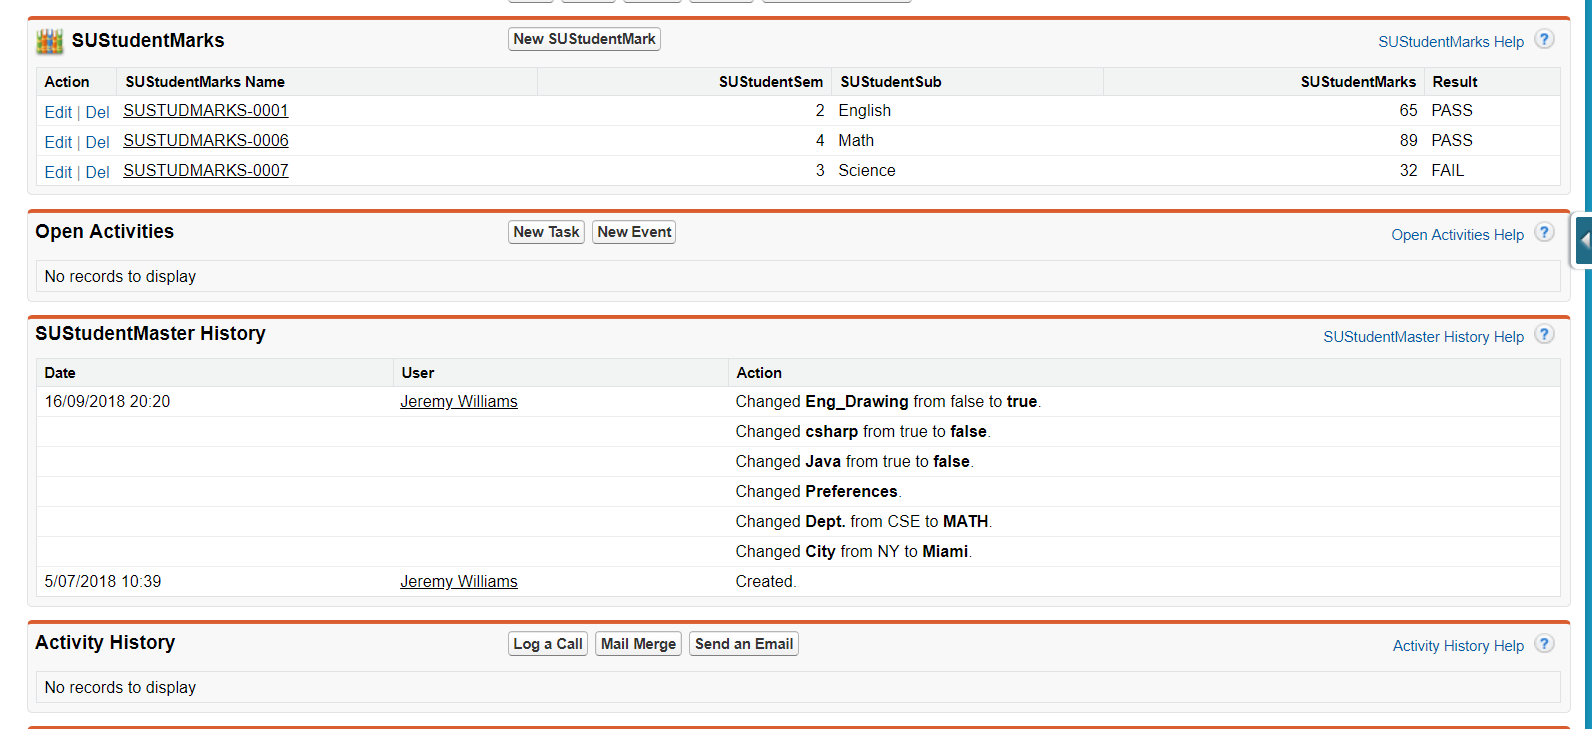 SUStudentMarks New SUStudentMark SUStudentMarks Help ?
Action SUStudentMarks Name SUStudentSem SUStudentSub SUStudentMarks Result
Edit | Del SUSTUDMARKS-0001 2 English 65 PASS
Edit | Del SUSTUDMARKS-0006 4 Math 89 PASS
Edit | Del SUSTUDMARKS-0007 3 Science 32 FAIL
Open Activities New Task New Event Open Activities Help ?
No records to display
SUStudentMaster History SUStudentMaster History Help ?
Date User Action
16/09/2018 20:20 Jeremy Williams Changed Eng_Drawing from false to true.
Changed csharp from true to false.
Changed Java from true to false.
Changed Preferences.
Changed Dept. from CSE to MATH.
Changed City from NY to Miami.
5/07/2018 10:39 Jeremy Williams Created.
Activity History Log a Call Mail Merge Send an Email Activity History Help ?
No records to display